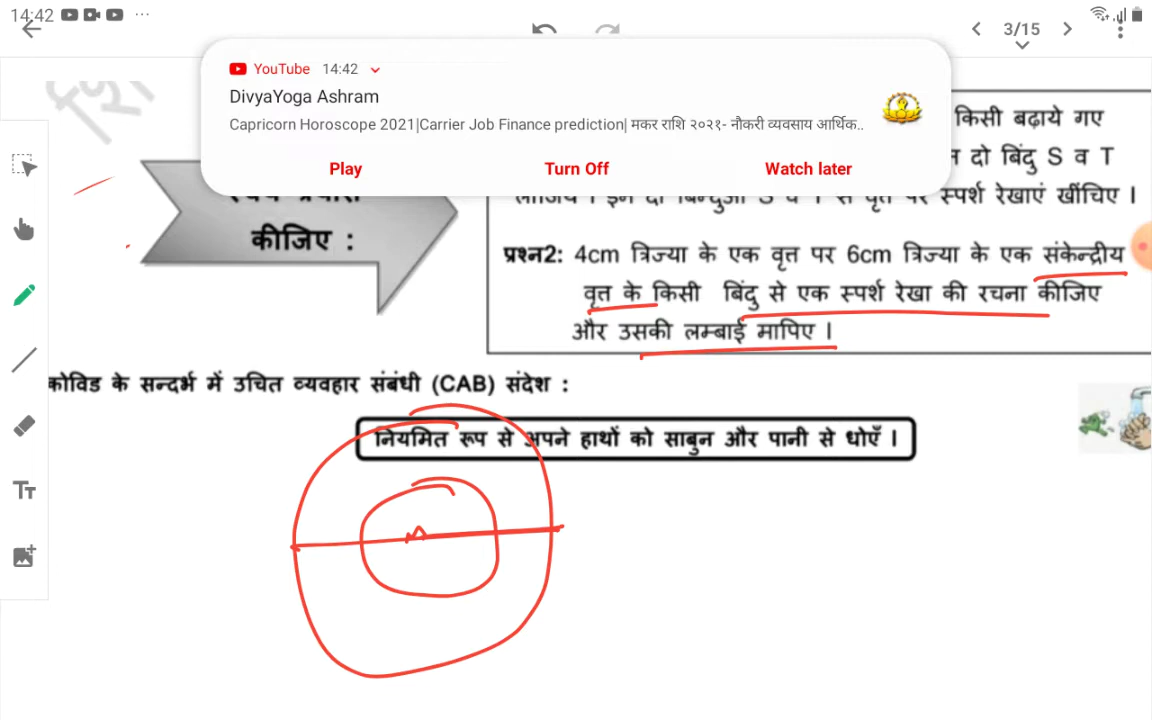 14:42
3/15
YouTube 14:42
DivyaYoga Ashram
Capricorn Horoscope 2021|Carrier Job Finance prediction| मकर राशि २०२१- नौकरी व्यवसाय आर्थिक..
Play Turn Off Watch later
शि
किसी बढ़ाये गए
दो बिंदु S व T
स्पर्श रेखाएं खींचिए ।
कीजिए :
प्रश्न2: 4cm त्रिज्या के एक वृत्त पर 6cm त्रिज्या के एक संकेन्द्रीय
वृत्त के किसी बिंदु से एक स्पर्श रेखा की रचना कीजिए
और उसकी लम्बाई मापिए ।
कोविड के सन्दर्भ में उचित व्यवहार संबंधी (CAB) संदेश :
नियमित रूप से अपने हाथों को साबुन और पानी से धोएँ ।
Tт